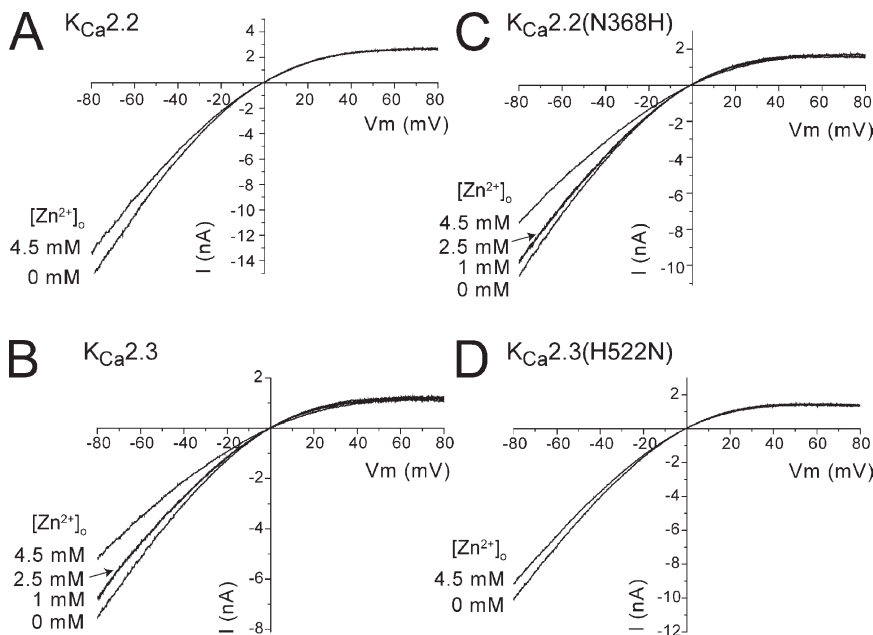 A
K_Ca2.2
4
2
-80 -60 -40 -20 20 40 60 80
-2
-4
-6
-8
-10
-12
-14
Vm (mV)
I (nA)
[Zn²⁺]ₒ
4.5 mM
0 mM
C
K_Ca2.2(N368H)
2
-80 -60 -40 -20 20 40 60 80
-2
-4
-6
-8
-10
Vm (mV)
I (nA)
[Zn²⁺]ₒ
4.5 mM
2.5 mM
1 mM
0 mM
B
K_Ca2.3
2
-80 -60 -40 -20 20 40 60 80
-2
-4
-6
-8
Vm (mV)
I (nA)
[Zn²⁺]ₒ
4.5 mM
2.5 mM
1 mM
0 mM
D
K_Ca2.3(H522N)
2
-80 -60 -40 -20 20 40 60 80
-2
-4
-6
-8
-10
-12
Vm (mV)
I (nA)
[Zn²⁺]ₒ
4.5 mM
0 mM